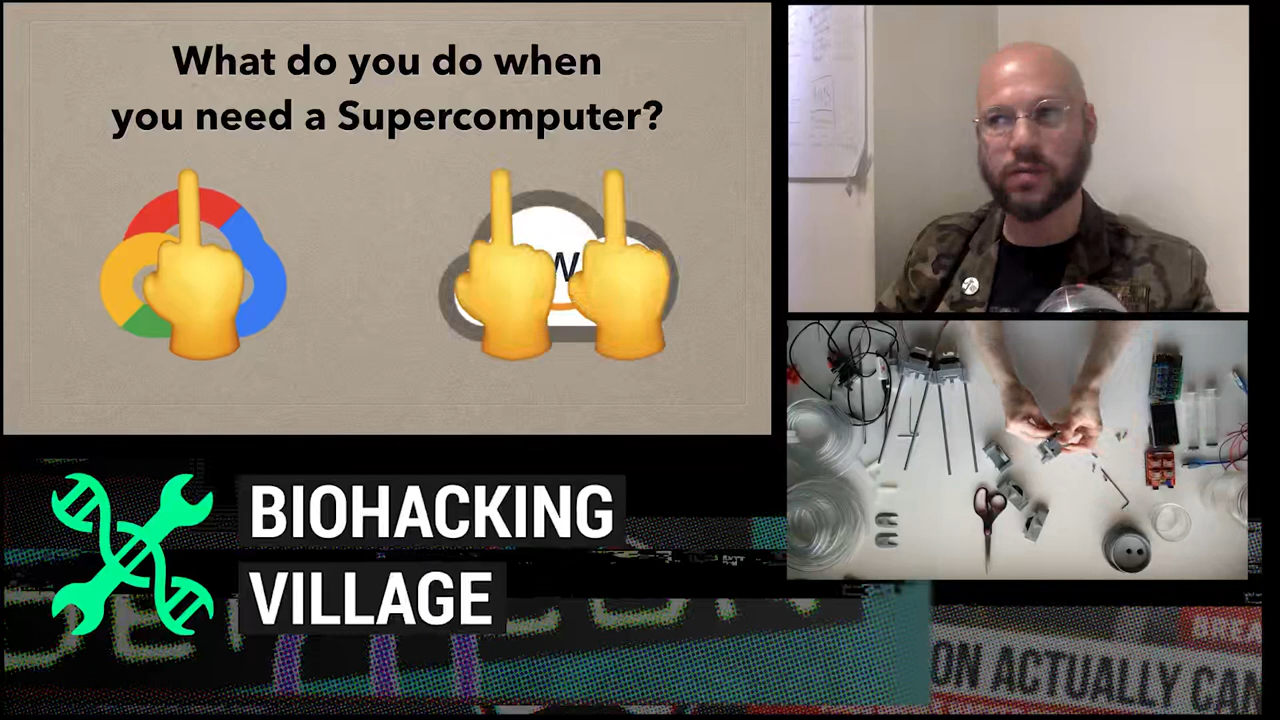 What do you do when
you need a Supercomputer?
W
BIOHACKING
VILLAGE
ON ACTUALLY CAN